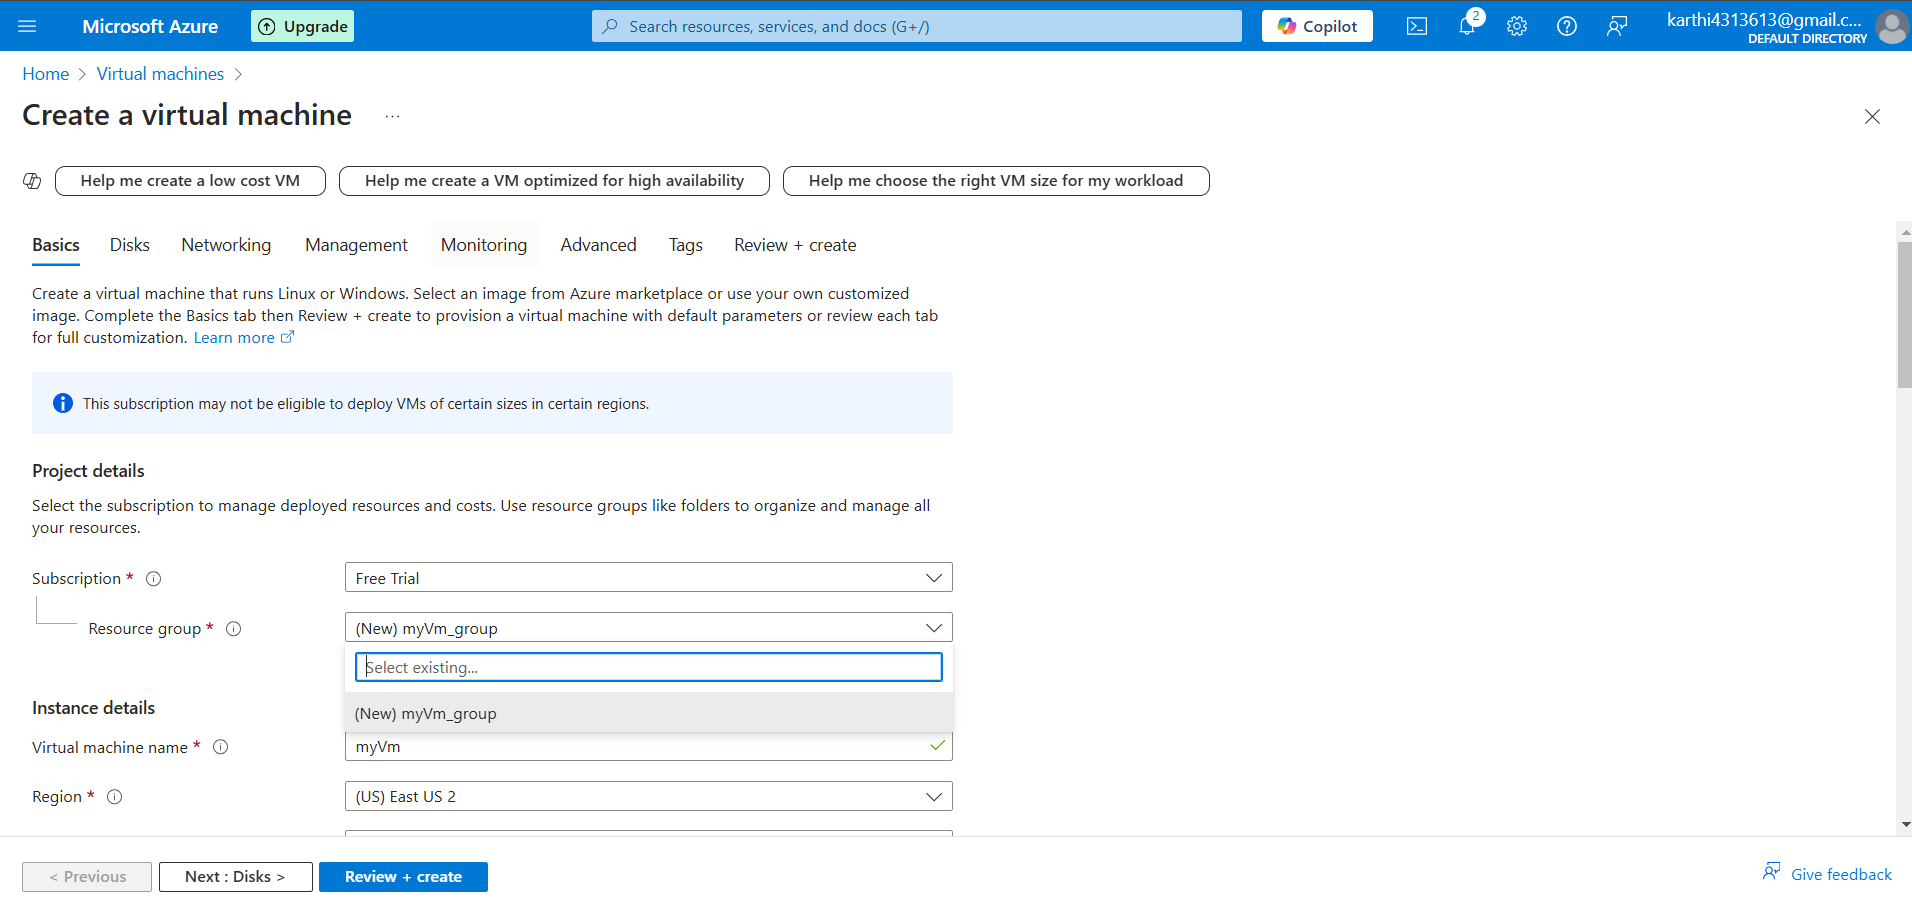 Microsoft Azure
Upgrade
Search resources, services, and docs (G+/)
Copilot
2
karthi4313613@gmail.c...
DEFAULT DIRECTORY
Home > Virtual machines >
Create a virtual machine ...
Help me create a low cost VM
Help me create a VM optimized for high availability
Help me choose the right VM size for my workload
Basics Disks Networking Management Monitoring Advanced Tags Review + create
Create a virtual machine that runs Linux or Windows. Select an image from Azure marketplace or use your own customized
image. Complete the Basics tab then Review + create to provision a virtual machine with default parameters or review each tab
for full customization. Learn more
This subscription may not be eligible to deploy VMs of certain sizes in certain regions.
Project details
Select the subscription to manage deployed resources and costs. Use resource groups like folders to organize and manage all
your resources.
Subscription *
Free Trial
Resource group *
(New) myVm_group
Select existing...
(New) myVm_group
Instance details
Virtual machine name *
myVm
Region *
(US) East US 2
< Previous
Next : Disks >
Review + create
Give feedback